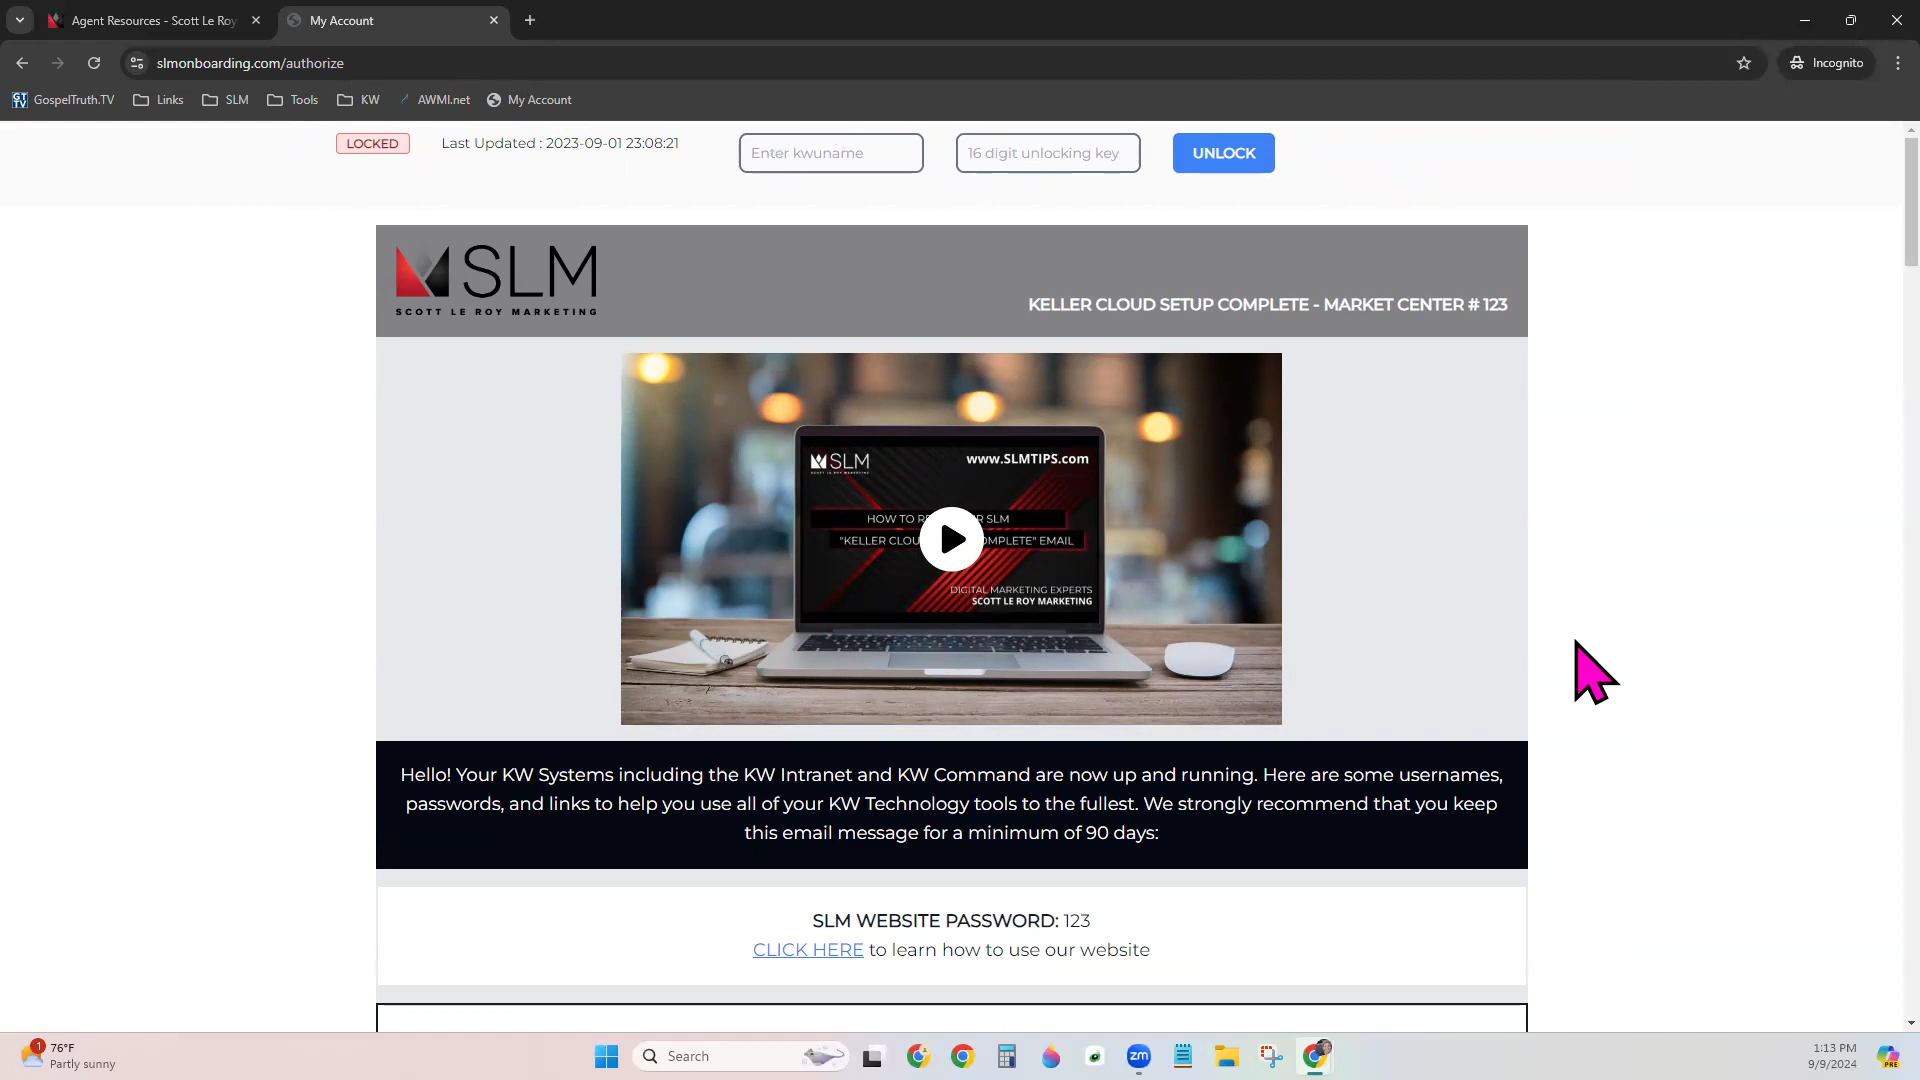 Agent Resources - Scott Le Roy
My Account
slmonboarding.com/authorize
Incognito
GospelTruth.TV
Links
SLM
Tools
KW
AWMI.net
My Account
LOCKED
Last Updated : 2023-09-01 23:08:21
Enter kwuname
16 digit unlocking key
UNLOCK
SLM
SCOTT LE ROY MARKETING
KELLER CLOUD SETUP COMPLETE - MARKET CENTER # 123
SLM
www.SLMTIPS.com
HOW TO R SLM
"KELLER CLOU OMPLETE" EMAIL
DIGITAL MARKETING EXPERTS
SCOTT LE ROY MARKETING
Hello! Your KW Systems including the KW Intranet and KW Command are now up and running. Here are some usernames,
passwords, and links to help you use all of your KW Technology tools to the fullest. We strongly recommend that you keep
this email message for a minimum of 90 days:
SLM WEBSITE PASSWORD: 123
CLICK HERE to learn how to use our website
1
76°F
Partly sunny
Search
zm
PRE
1:13 PM
9/9/2024